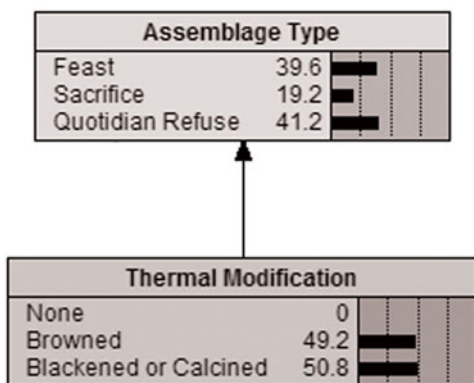 Assemblage Type
Feast 39.6
Sacrifice 19.2
Quotidian Refuse 41.2
Thermal Modification
None 0
Browned 49.2
Blackened or Calcined 50.8